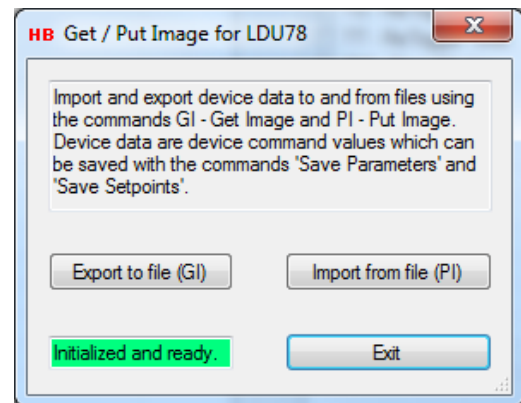 HB Get / Put Image for LDU78
Import and export device data to and from files using
the commands GI - Get Image and PI - Put Image.
Device data are device command values which can
be saved with the commands 'Save Parameters' and
'Save Setpoints'.
Export to file (GI)
Import from file (PI)
Initialized and ready.
Exit